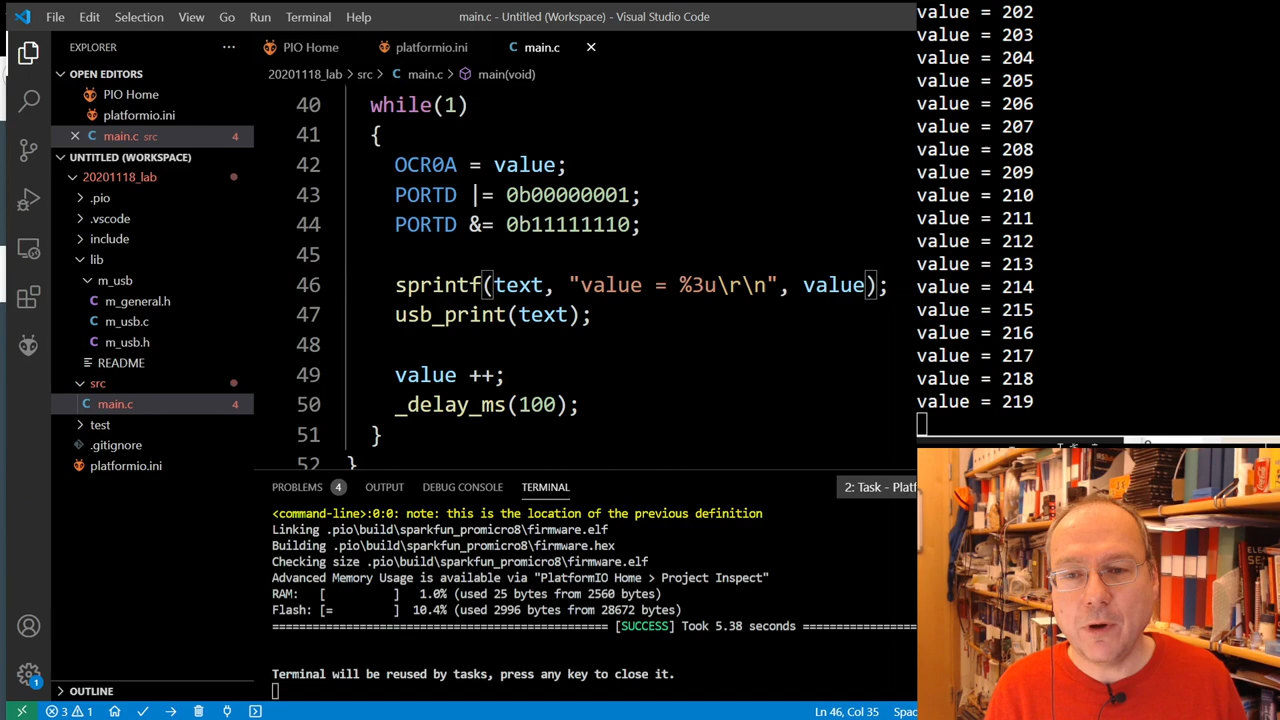 File Edit Selection View Go Run Terminal Help
main.c - Untitled (Workspace) - Visual Studio Code
EXPLORER
OPEN EDITORS
PIO Home
platformio.ini
main.c src 4
UNTITLED (WORKSPACE)
20201118_lab
.pio
.vscode
include
lib
m_usb
m_general.h
m_usb.c
m_usb.h
README
src
main.c 4
test
.gitignore
platformio.ini
OUTLINE
PIO Home platformio.ini main.c
20201118_lab > src > main.c > main(void)
40 while(1)
41 {
42 OCR0A = value;
43 PORTD |= 0b00000001;
44 PORTD &= 0b11111110;
45
46 sprintf(text, "value = %3u\r\n", value);
47 usb_print(text);
48
49 value ++;
50 _delay_ms(100);
51 }
52 }
PROBLEMS 4 OUTPUT DEBUG CONSOLE TERMINAL 2: Task - Platf
<command-line>:0:0: note: this is the location of the previous definition
Linking .pio\build\sparkfun_promicro8\firmware.elf
Building .pio\build\sparkfun_promicro8\firmware.hex
Checking size .pio\build\sparkfun_promicro8\firmware.elf
Advanced Memory Usage is available via "PlatformIO Home > Project Inspect"
RAM: [ ] 1.0% (used 25 bytes from 2560 bytes)
Flash: [= ] 10.4% (used 2996 bytes from 28672 bytes)
================================================ [SUCCESS] Took 5.38 seconds ================
Terminal will be reused by tasks, press any key to close it.
1
3 1 Ln 46, Col 35 Spac
value = 202
value = 203
value = 204
value = 205
value = 206
value = 207
value = 208
value = 209
value = 210
value = 211
value = 212
value = 213
value = 214
value = 215
value = 216
value = 217
value = 218
value = 219